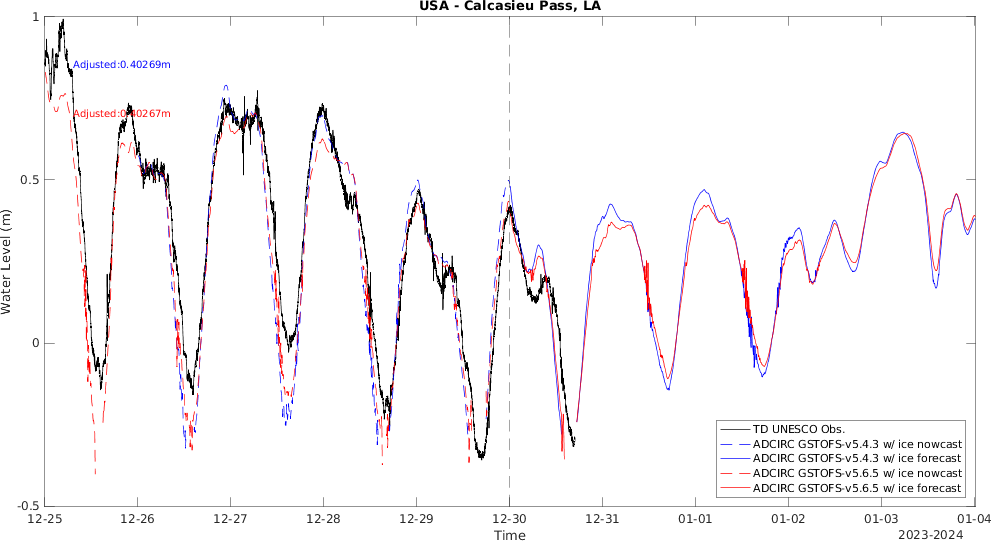 USA - Calcasieu Pass, LA
1
0.5
0
-0.5
Water Level (m)
Adjusted:0.40269m
Adjusted:0.40267m
TD UNESCO Obs.
ADCIRC GSTOFS-v5.4.3 w/ ice nowcast
ADCIRC GSTOFS-v5.4.3 w/ ice forecast
ADCIRC GSTOFS-v5.6.5 w/ ice nowcast
ADCIRC GSTOFS-v5.6.5 w/ ice forecast
12-25 12-26 12-27 12-28 12-29 12-30 12-31 01-01 01-02 01-03 01-04
Time
2023-2024